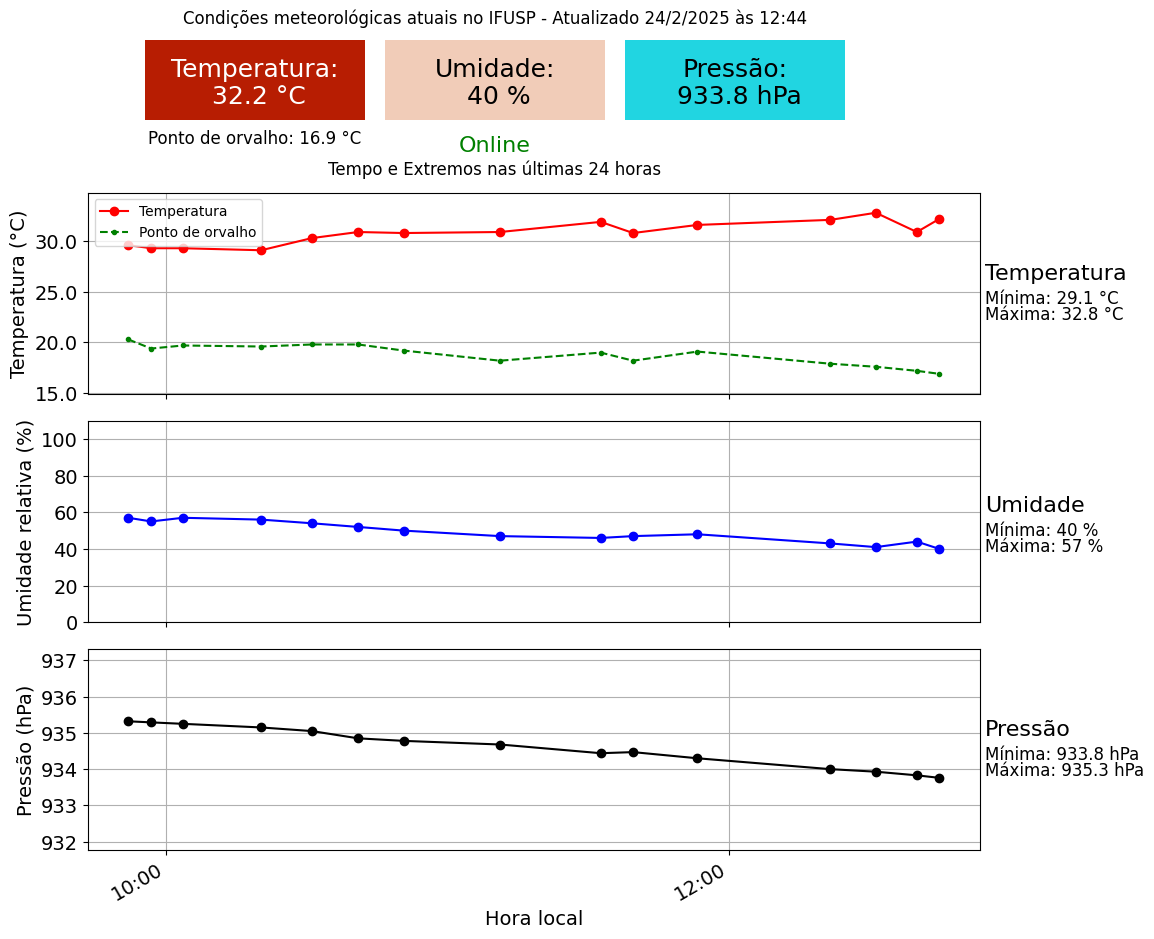 Condições meteorológicas atuais no IFUSP - Atualizado 24/2/2025 às 12:44
Temperatura:
32.2 °C
Umidade:
40 %
Pressão:
933.8 hPa
Ponto de orvalho: 16.9 °C
Online
Tempo e Extremos nas últimas 24 horas
Temperatura
Ponto de orvalho
Temperatura (°C)
30.0
25.0
20.0
15.0
Temperatura
Mínima: 29.1 °C
Máxima: 32.8 °C
Umidade relativa (%)
100
80
60
40
20
0
Umidade
Mínima: 40 %
Máxima: 57 %
Pressão (hPa)
937
936
935
934
933
932
Pressão
Mínima: 933.8 hPa
Máxima: 935.3 hPa
10:00
12:00
Hora local